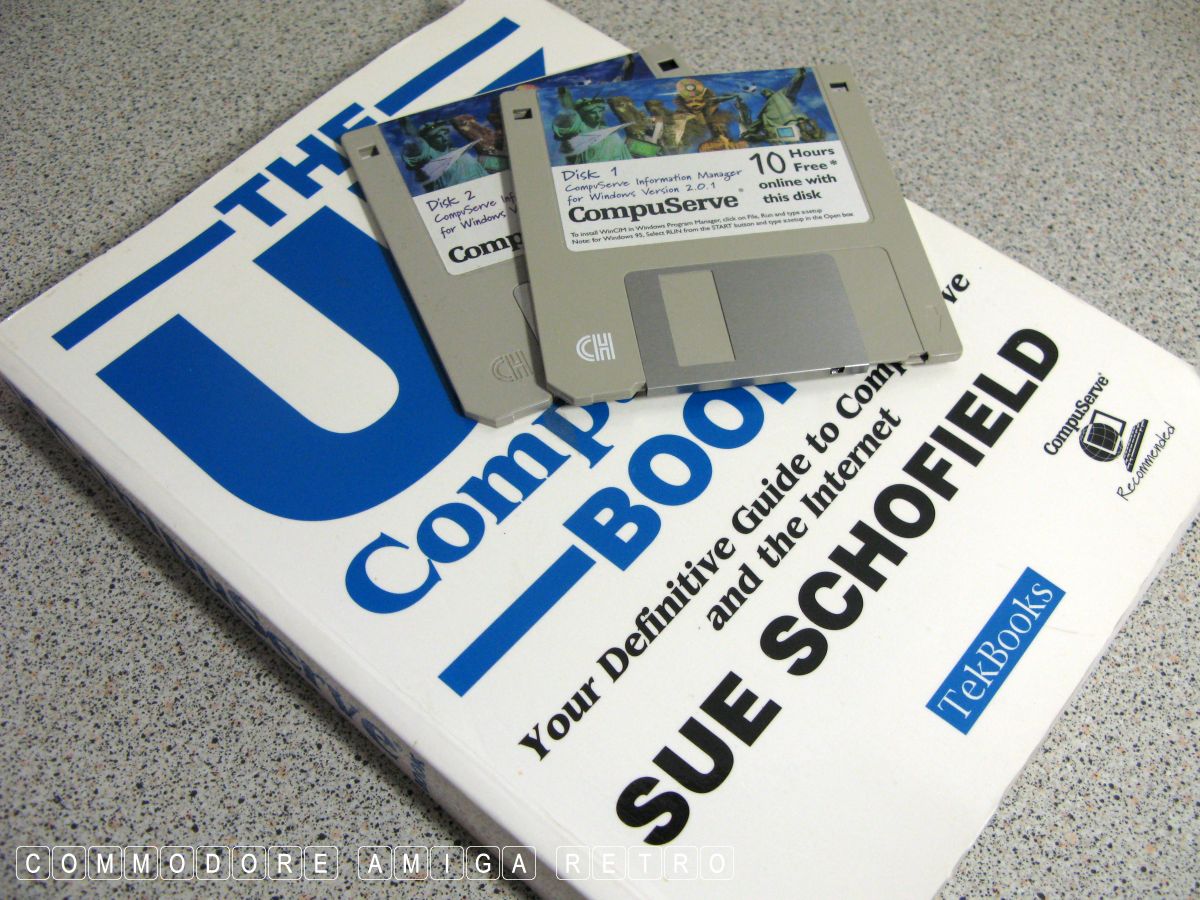 THE
U
Comp
BOO
Your Definitive Guide to Comp ve
and the Internet
SUE SCHOFIELD
CompuServe®
Recommended
TekBooks
Disk 2
CompuServe Inf
for Windows V
Comp
Disk 1
CompuServe Information Manager
for Windows Version 2.0.1
CompuServe®
10 Hours
Free*
online with
this disk
To install WinCIM in Windows Program Manager, click on File, Run and type a:setup
Note: for Windows 95, Select RUN from the START button and type a:setup in the Open box
CH
CH
COMMODORE AMIGA RETRO